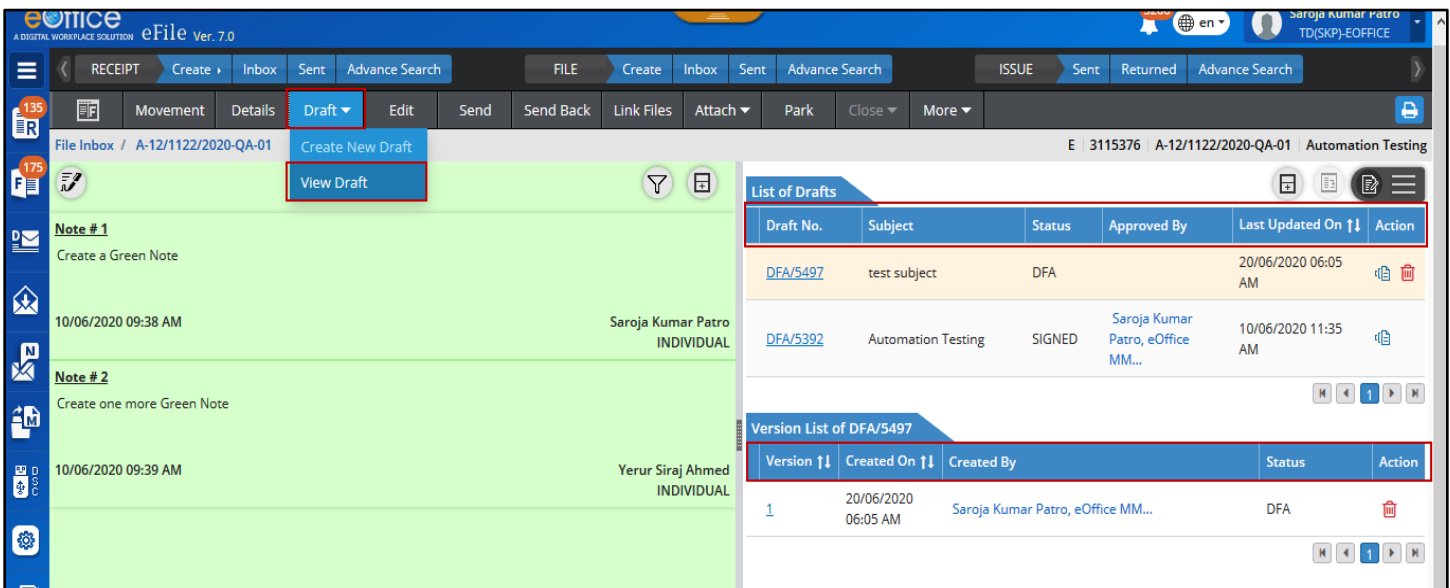 eOffice
A DIGITAL WORKPLACE SOLUTION eFile Ver. 7.0
en
Saroja Kumar Patro
TD(SKP)-EOFFICE
RECEIPT Create Inbox Sent Advance Search FILE Create Inbox Sent Advance Search ISSUE Sent Returned Advance Search
135
R
Movement Details Draft Edit Send Send Back Link Files Attach Park Close More
File Inbox / A-12/1122/2020-QA-01
E 3115376 A-12/1122/2020-QA-01 Automation Testing
Create New Draft
View Draft
175
F
List of Drafts
Draft No. Subject Status Approved By Last Updated On Action
DFA/5497 test subject DFA 20/06/2020 06:05 AM
DFA/5392 Automation Testing SIGNED Saroja Kumar Patro, eOffice MM... 10/06/2020 11:35 AM
1
Version List of DFA/5497
Version Created On Created By Status Action
1 20/06/2020 06:05 AM Saroja Kumar Patro, eOffice MM... DFA
1
Note # 1
Create a Green Note
10/06/2020 09:38 AM Saroja Kumar Patro
INDIVIDUAL
Note # 2
Create one more Green Note
10/06/2020 09:39 AM Yerur Siraj Ahmed
INDIVIDUAL
D
N
M
DSC